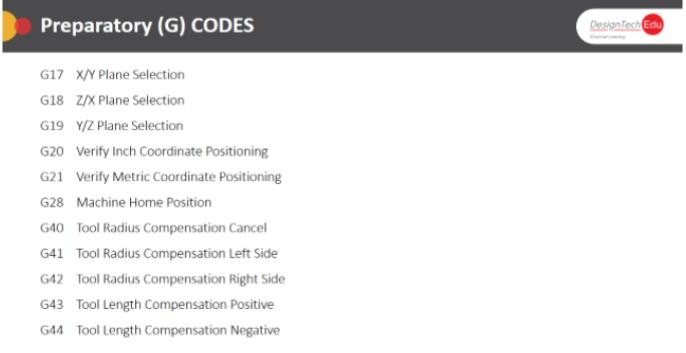 Preparatory (G) CODES
DesignTech Edu
G17 X/Y Plane Selection
G18 Z/X Plane Selection
G19 Y/Z Plane Selection
G20 Verify Inch Coordinate Positioning
G21 Verify Metric Coordinate Positioning
G28 Machine Home Position
G40 Tool Radius Compensation Cancel
G41 Tool Radius Compensation Left Side
G42 Tool Radius Compensation Right Side
G43 Tool Length Compensation Positive
G44 Tool Length Compensation Negative